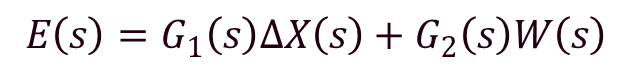 E(s) = G₁(s)ΔX(s) + G₂(s)W(s)